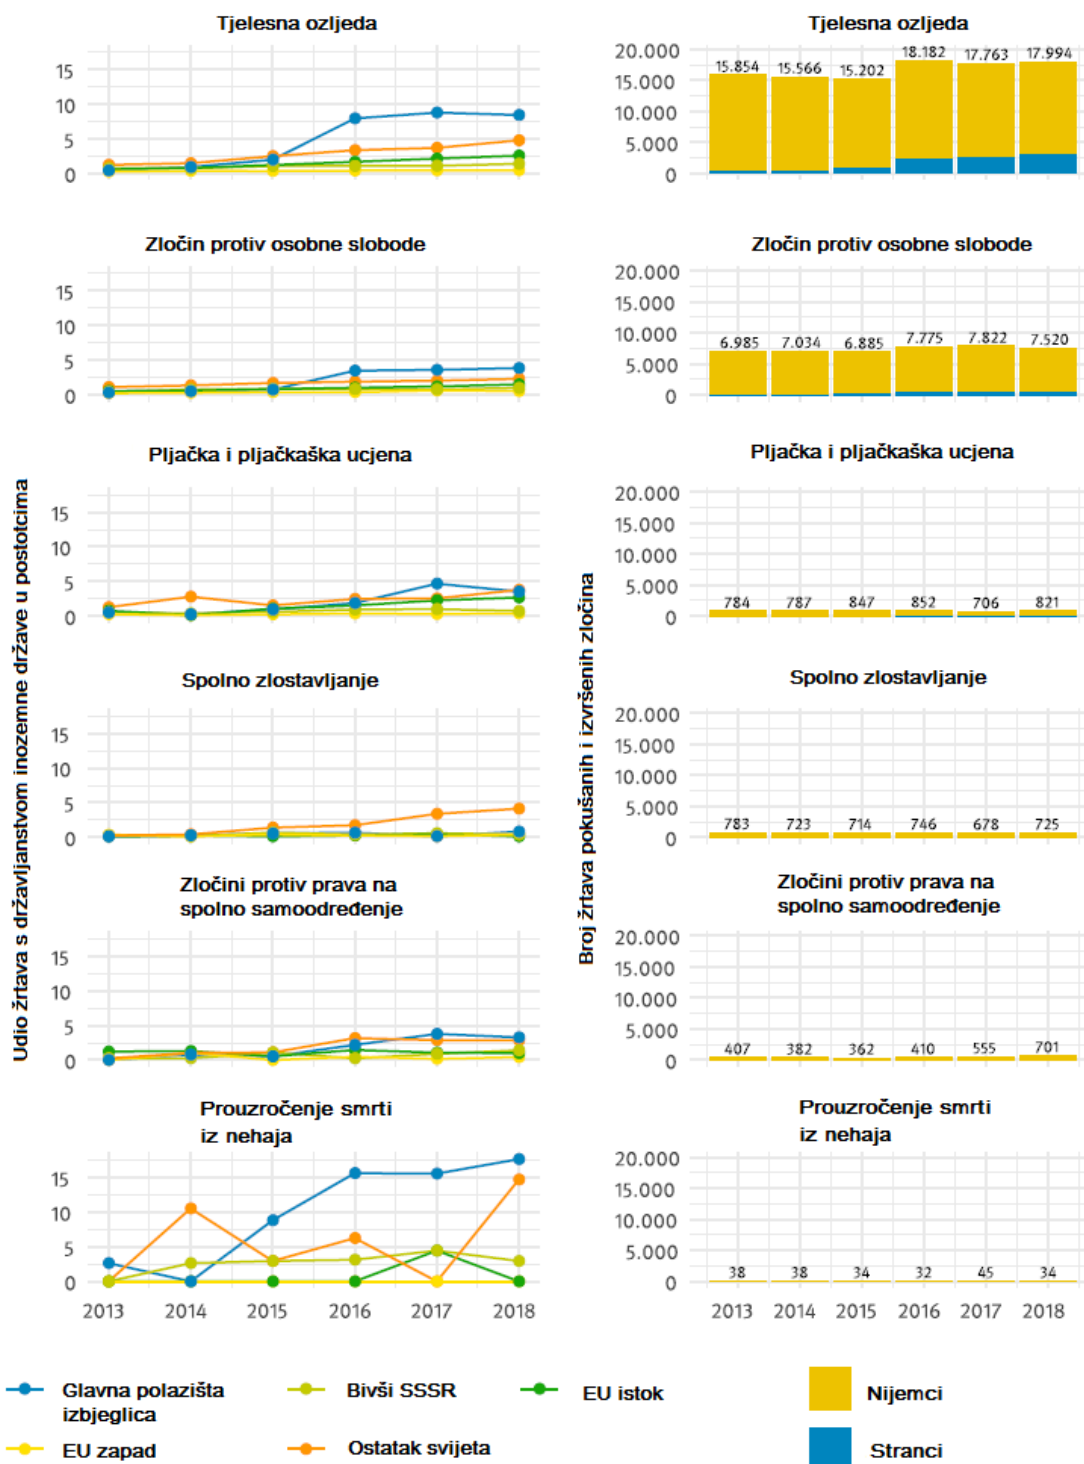 Tjelesna ozljeda
15
10
5
0
Tjelesna ozljeda
20.000
15.000
10.000
5.000
0
15.854 15.566 15.202 18.182 17.763 17.994
Zločin protiv osobne slobode
15
10
5
0
Zločin protiv osobne slobode
20.000
15.000
10.000
5.000
0
6.985 7.034 6.885 7.775 7.822 7.520
Udio žrtava s državljanstvom inozemne države u postotcima
Broj žrtava pokušanih i izvršenih zločina
Pljačka i pljačkaška ucjena
15
10
5
0
Pljačka i pljačkaška ucjena
20.000
15.000
10.000
5.000
0
784 787 847 852 706 821
Spolno zlostavljanje
15
10
5
0
Spolno zlostavljanje
20.000
15.000
10.000
5.000
0
783 723 714 746 678 725
Zločini protiv prava na
spolno samoodređenje
15
10
5
0
Zločini protiv prava na
spolno samoodređenje
20.000
15.000
10.000
5.000
0
407 382 362 410 555 701
Prouzročenje smrti
iz nehaja
15
10
5
0
2013 2014 2015 2016 2017 2018
Prouzročenje smrti
iz nehaja
20.000
15.000
10.000
5.000
0
38 38 34 32 45 34
2013 2014 2015 2016 2017 2018
Glavna polazišta
izbjeglica
Bivši SSSR
EU istok
EU zapad
Ostatak svijeta
Nijemci
Stranci